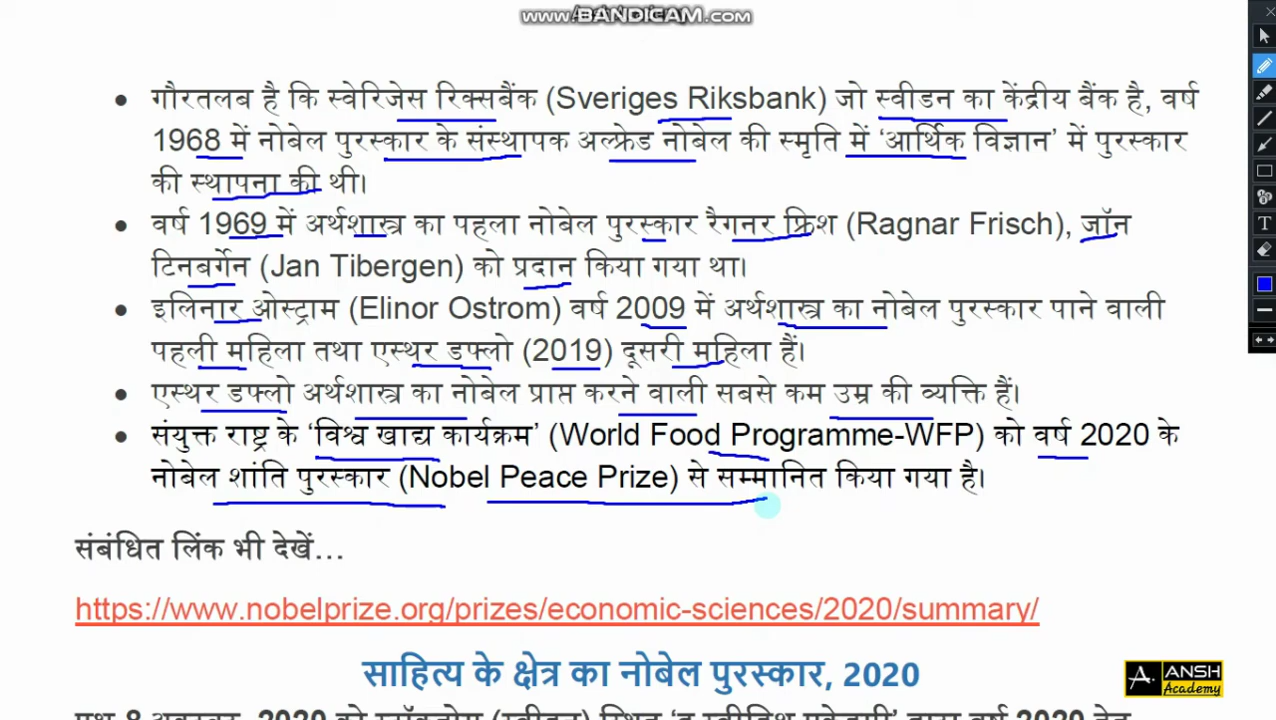 www.BANDICAM.com
गौरतलब है कि स्वेरिजेस रिक्सबैंक (Sveriges Riksbank) जो स्वीडन का केंद्रीय बैंक है, वर्ष
1968 में नोबेल पुरस्कार के संस्थापक अल्फ्रेड नोबेल की स्मृति में ‘आर्थिक विज्ञान’ में पुरस्कार
की स्थापना की थी।
वर्ष 1969 में अर्थशास्त्र का पहला नोबेल पुरस्कार रैगनर फ्रिश (Ragnar Frisch), जॉन
टिनबर्गेन (Jan Tibergen) को प्रदान किया गया था।
इलिनार ओस्ट्राम (Elinor Ostrom) वर्ष 2009 में अर्थशास्त्र का नोबेल पुरस्कार पाने वाली
पहली महिला तथा एस्थर डफ्लो (2019) दूसरी महिला हैं।
एस्थर डफ्लो अर्थशास्त्र का नोबेल प्राप्त करने वाली सबसे कम उम्र की व्यक्ति हैं।
संयुक्त राष्ट्र के ‘विश्व खाद्य कार्यक्रम’ (World Food Programme-WFP) को वर्ष 2020 के
नोबेल शांति पुरस्कार (Nobel Peace Prize) से सम्मानित किया गया है।
संबंधित लिंक भी देखें...
https://www.nobelprize.org/prizes/economic-sciences/2020/summary/
साहित्य के क्षेत्र का नोबेल पुरस्कार, 2020
A. ANSH
Academy